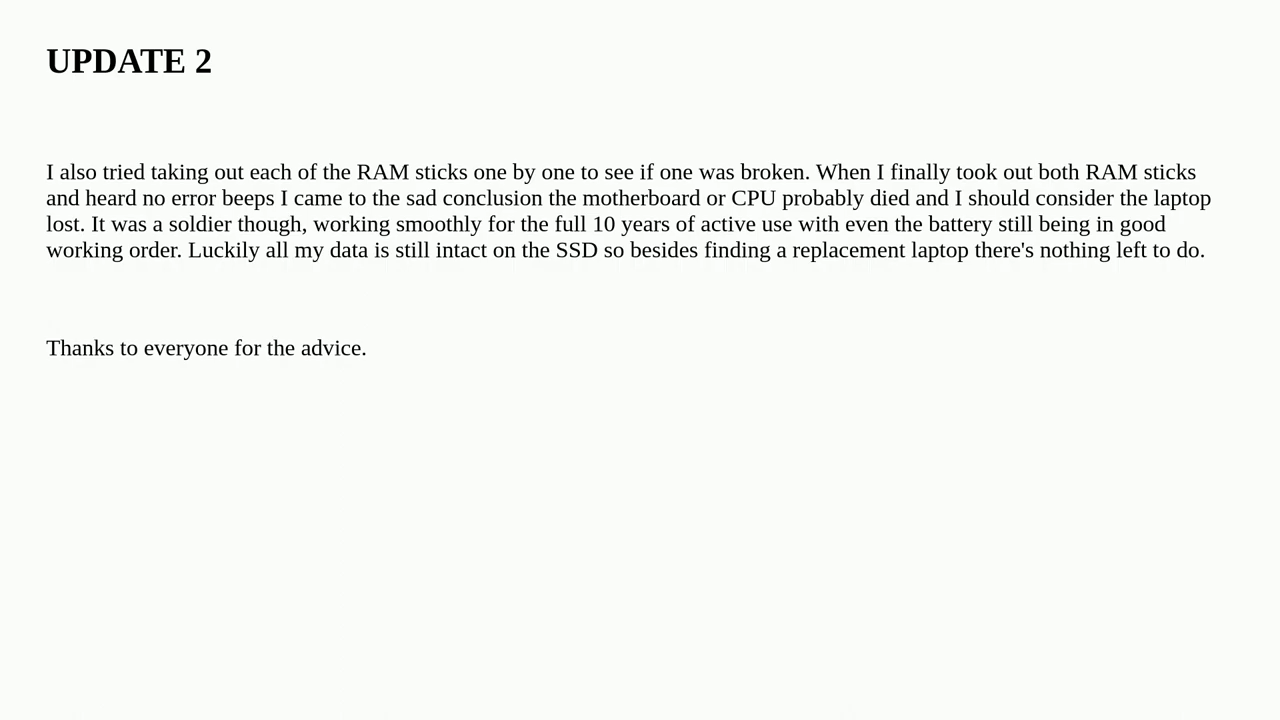 UPDATE 2
I also tried taking out each of the RAM sticks one by one to see if one was broken. When I finally took out both RAM sticks
and heard no error beeps I came to the sad conclusion the motherboard or CPU probably died and I should consider the laptop
lost. It was a soldier though, working smoothly for the full 10 years of active use with even the battery still being in good
working order. Luckily all my data is still intact on the SSD so besides finding a replacement laptop there's nothing left to do.
Thanks to everyone for the advice.